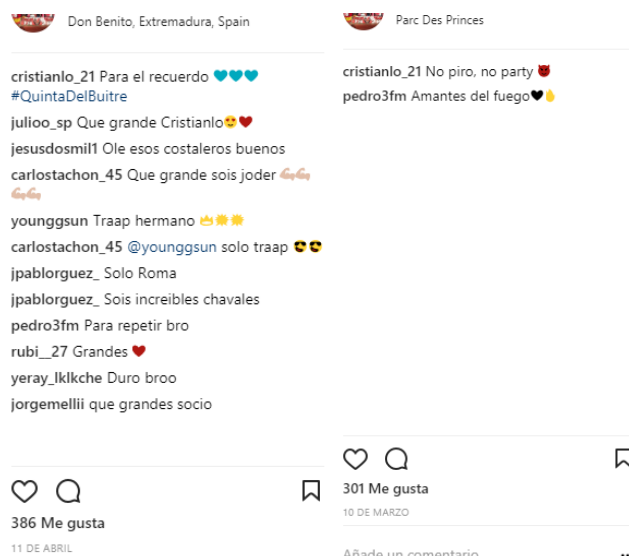 Don Benito, Extremadura, Spain
cristianlo_21 Para el recuerdo 💙💙💙
#QuintaDelBuitre
julioo_sp Que grande Cristianlo😍❤
jesusdosmil1 Ole esos costaleros buenos
carlostachon_45 Que grande sois joder 💪🏼💪🏼
💪🏼💪🏼
younggsun Traap hermano 👑☀☀
carlostachon_45 @younggsun solo traap 😎😎
jpablorguez_ Solo Roma
jpablorguez_ Sois increibles chavales
pedro3fm Para repetir bro
rubi__27 Grandes ❤
yeray_lklkche Duro broo
jorgemellii que grandes socio
386 Me gusta
11 DE ABRIL
Parc Des Princes
cristianlo_21 No piro, no party 👿
pedro3fm Amantes del fuego🖤🔥
301 Me gusta
10 DE MARZO
Añade un comentario